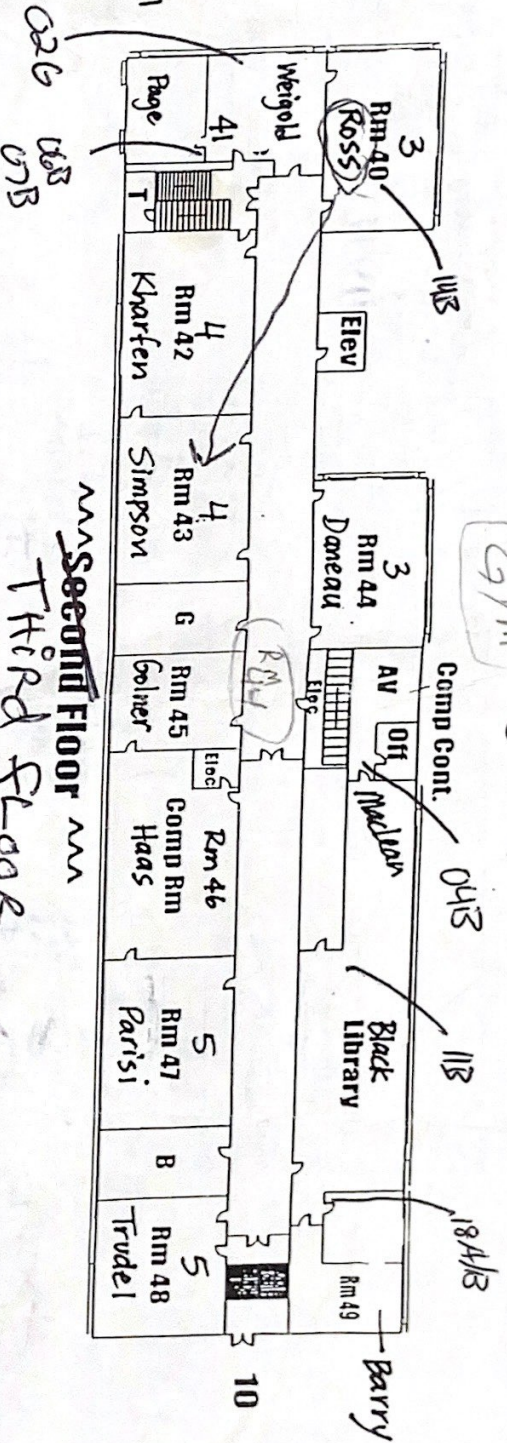 GYM
Comp Cont.
02G
06B
07B
14B
04B
11B
18A/B
Barry
3
Rm 40
Ross
Weigold
41
Page
T
Elev
4
Rm 42
Kharfen
4
Rm 43
Simpson
3
Rm 44
Daneau
G
Rm 45
Golner
Elec
AV
Off
Maclean
Elec
Rm 46
Comp Rm
Haas
Black
Library
5
Rm 47
Parisi
B
5
Rm 48
Trudel
Rm 49
10
Second Floor
THiRd FLOOR